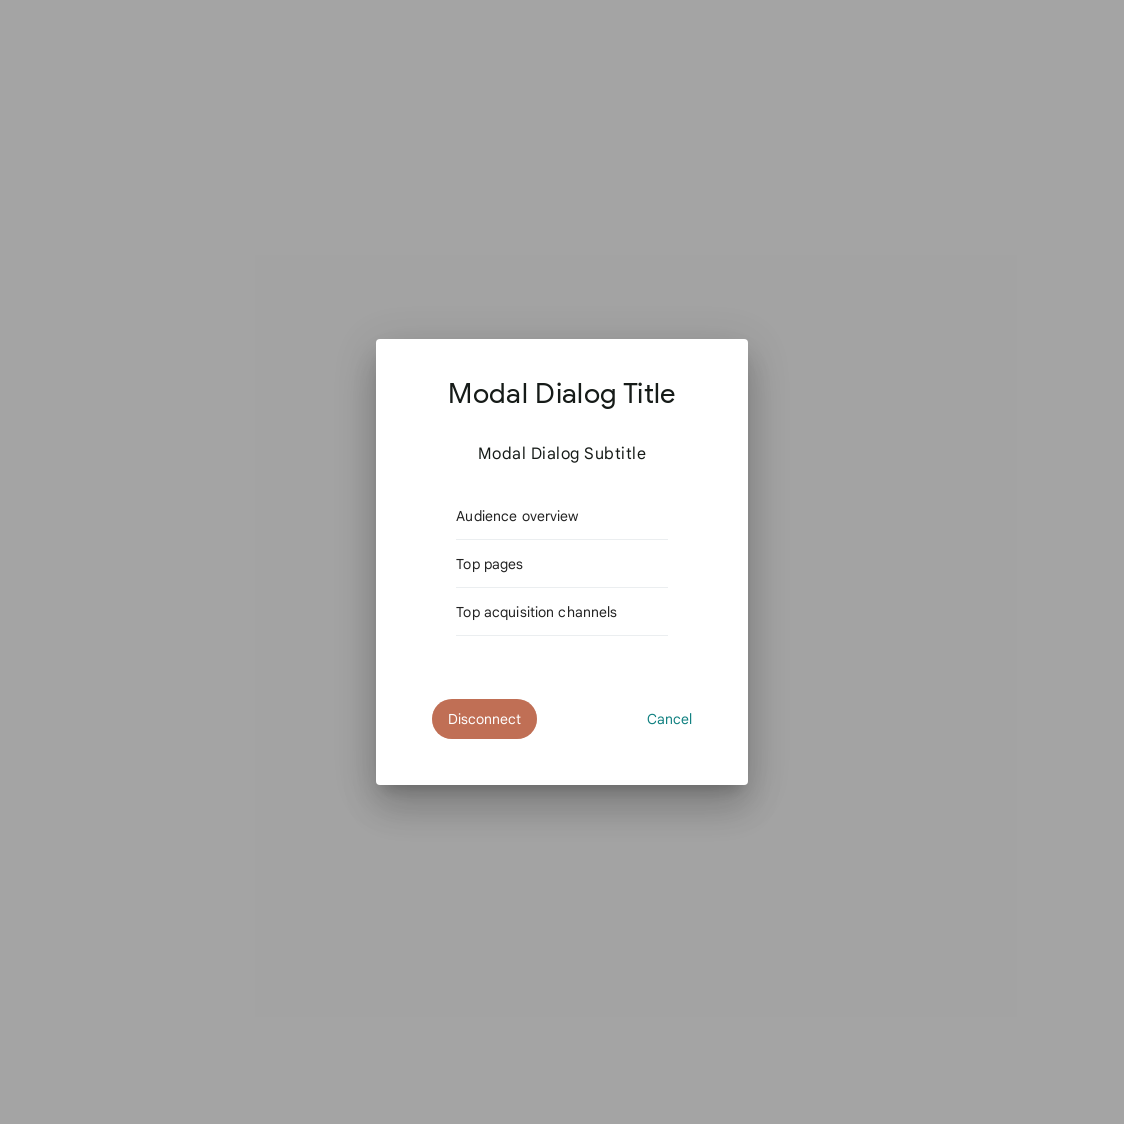 Modal Dialog Title
Modal Dialog Subtitle
Audience overview
Top pages
Top acquisition channels
Disconnect
Cancel